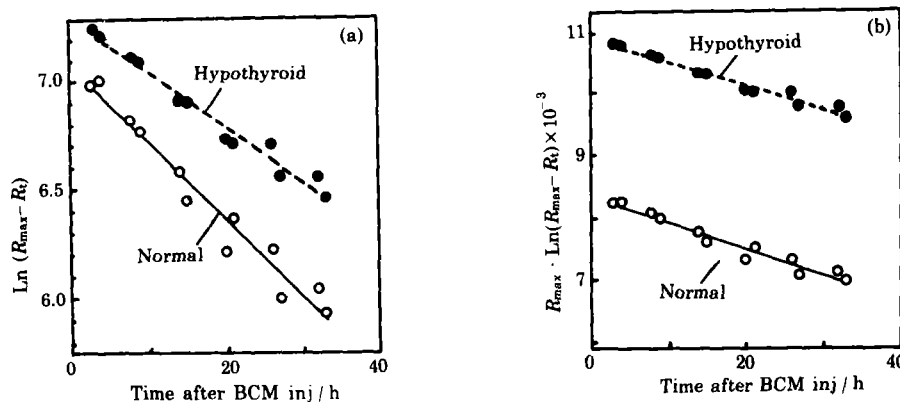 (a)
Hypothyroid
Normal
7.0
6.5
6.0
Ln (Rmax − Rt)
0
20
40
Time after BCM inj / h
(b)
Hypothyroid
Normal
11
9
7
Rmax · Ln(Rmax − Rt) × 10⁻³
0
20
40
Time after BCM inj / h